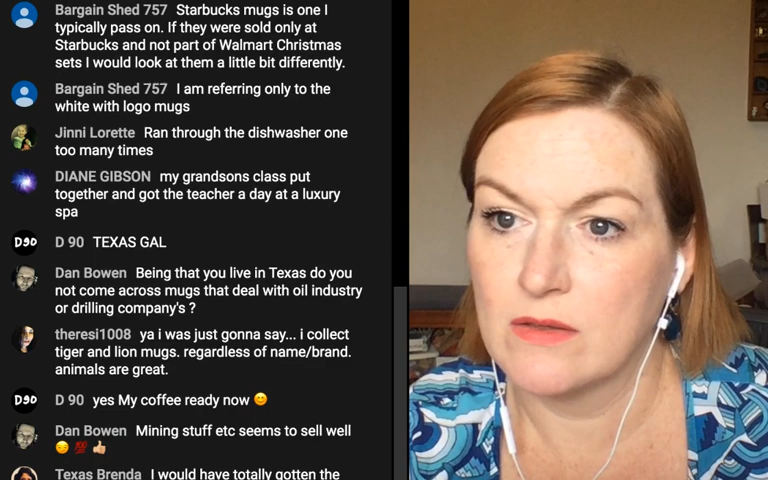 Bargain Shed 757 Starbucks mugs is one I
typically pass on. If they were sold only at
Starbucks and not part of Walmart Christmas
sets I would look at them a little bit differently.
Bargain Shed 757 I am referring only to the
white with logo mugs
Jinni Lorette Ran through the dishwasher one
too many times
DIANE GIBSON my grandsons class put
together and got the teacher a day at a luxury
spa
D90 D 90 TEXAS GAL
Dan Bowen Being that you live in Texas do you
not come across mugs that deal with oil industry
or drilling company's ?
theresi1008 ya i was just gonna say... i collect
tiger and lion mugs. regardless of name/brand.
animals are great.
D90 D 90 yes My coffee ready now 😊
Dan Bowen Mining stuff etc seems to sell well
😏 💯 👍🏼
Texas Brenda I would have totally gotten the